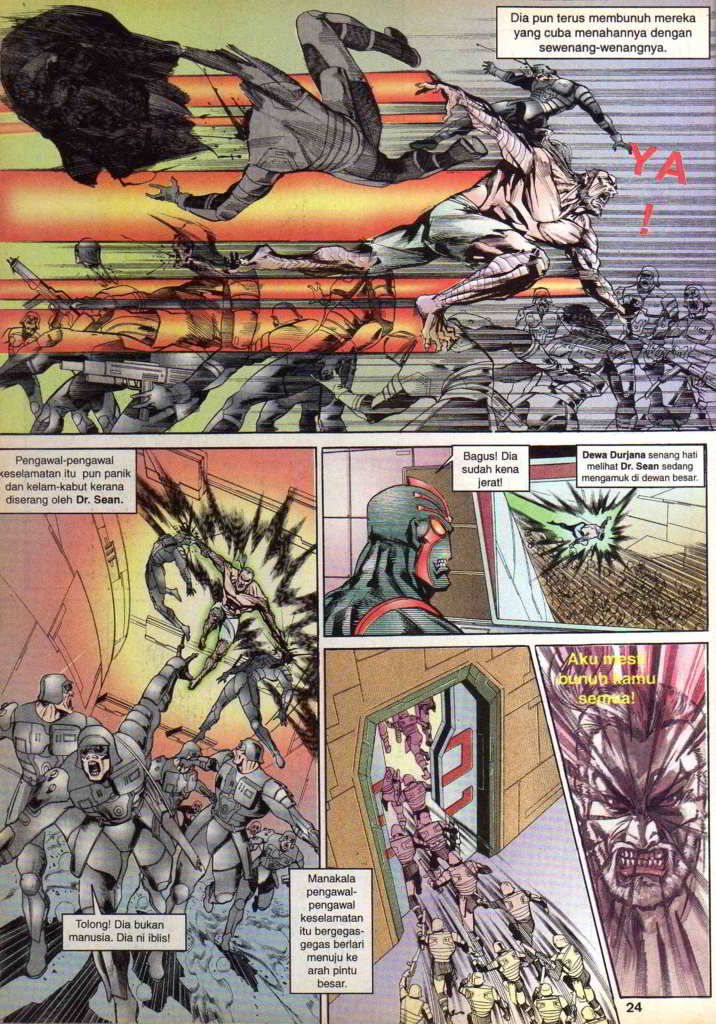 Dia pun terus membunuh mereka
yang cuba menahannya dengan
sewenang-wenangnya.
YA
!
Pengawal-pengawal
keselamatan itu pun panik
dan kelam-kabut kerana
diserang oleh Dr. Sean.
Bagus! Dia
sudah kena
jerat!
Dewa Durjana senang hati
melihat Dr. Sean sedang
mengamuk di dewan besar.
Tolong! Dia bukan
manusia. Dia ni iblis!
Manakala
pengawal-
pengawal
keselamatan
itu bergegas-
gegas berlari
menuju ke
arah pintu
besar.
Aku mesti
bunuh kamu
semua!
24